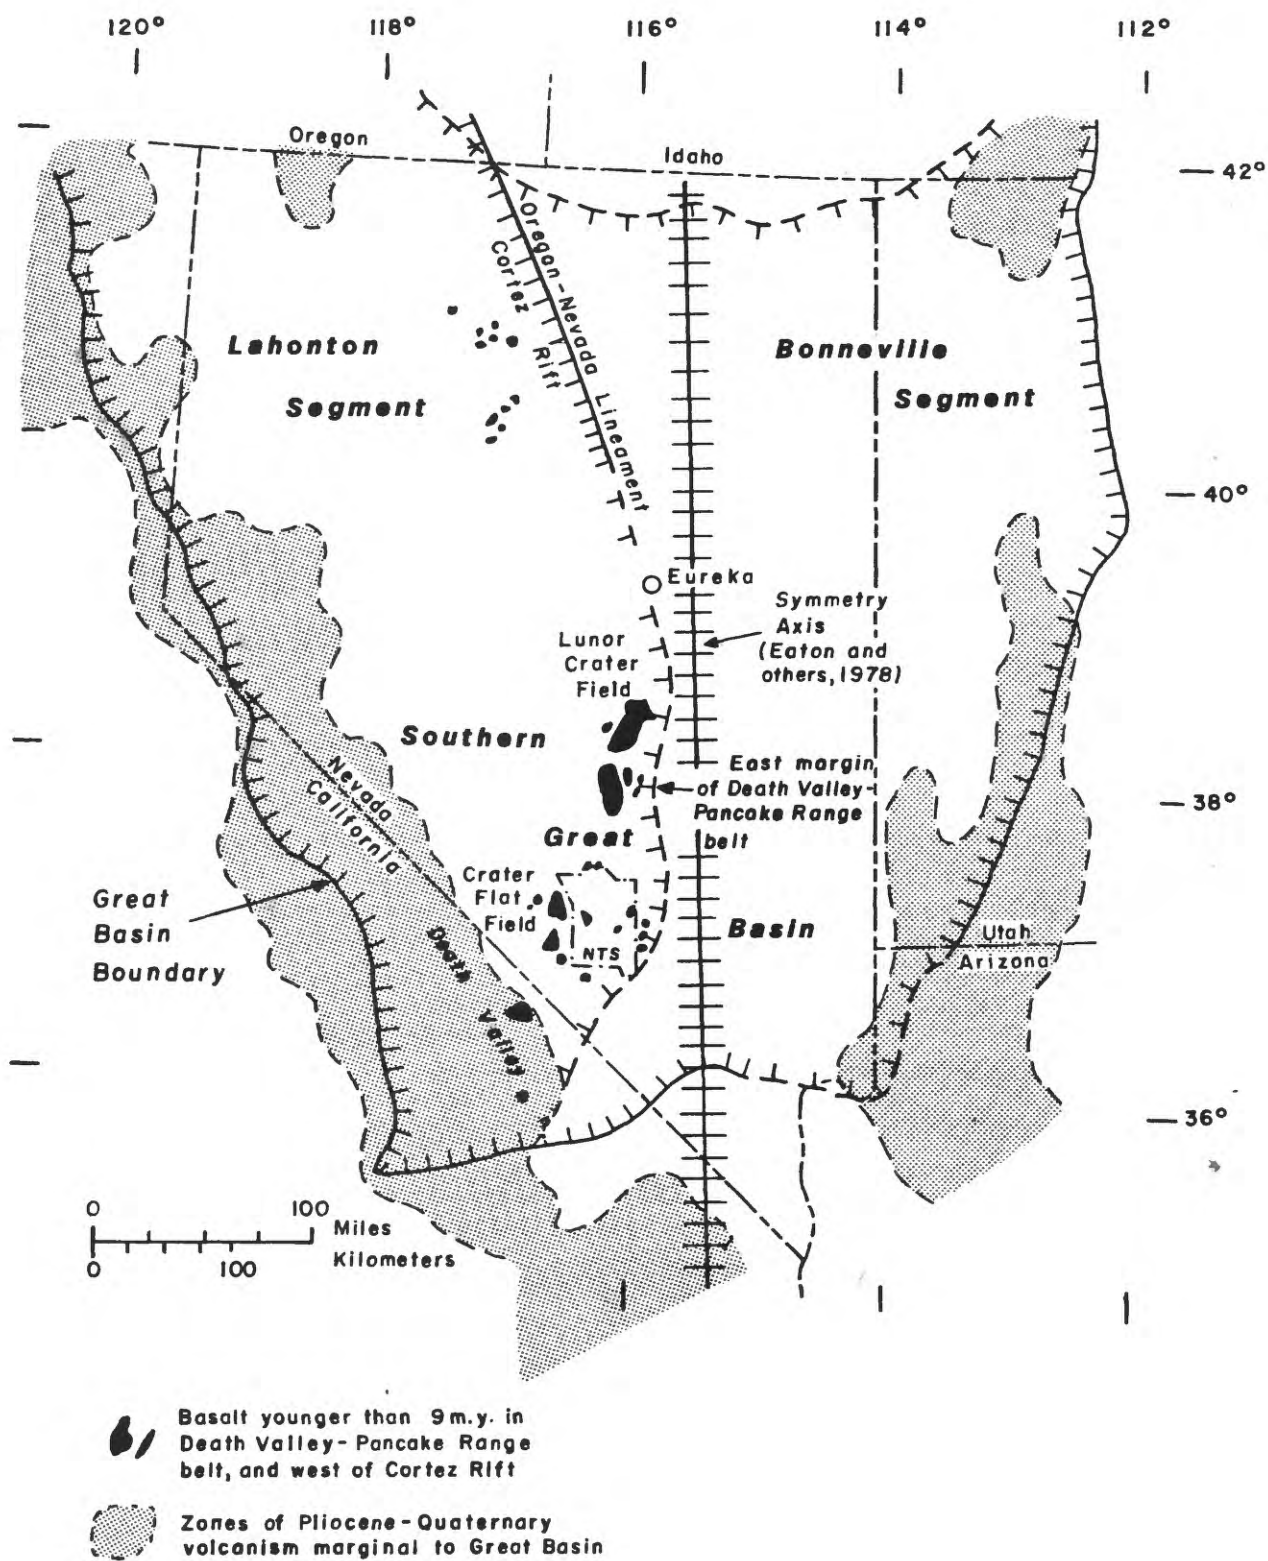 120° 118° 116° 114° 112°
Oregon
Idaho
42°
Oregon-Nevada Lineament
Cortez Rift
Lahonton
Segment
Bonneville
Segment
40°
Eureka
Symmetry
Axis
(Eaton and
others, 1978)
Lunor
Crater
Field
Southern
East margin
of Death Valley-
Pancake Range
belt
38°
Nevada
California
Great
Crater
Flat
Field
NTS
Basin
Great
Basin
Boundary
Death Valley
Utah
Arizona
36°
0 100
Miles
Kilometers
0 100
Basalt younger than 9 m.y. in
Death Valley-Pancake Range
belt, and west of Cortez Rift
Zones of Pliocene-Quaternary
volcanism marginal to Great Basin